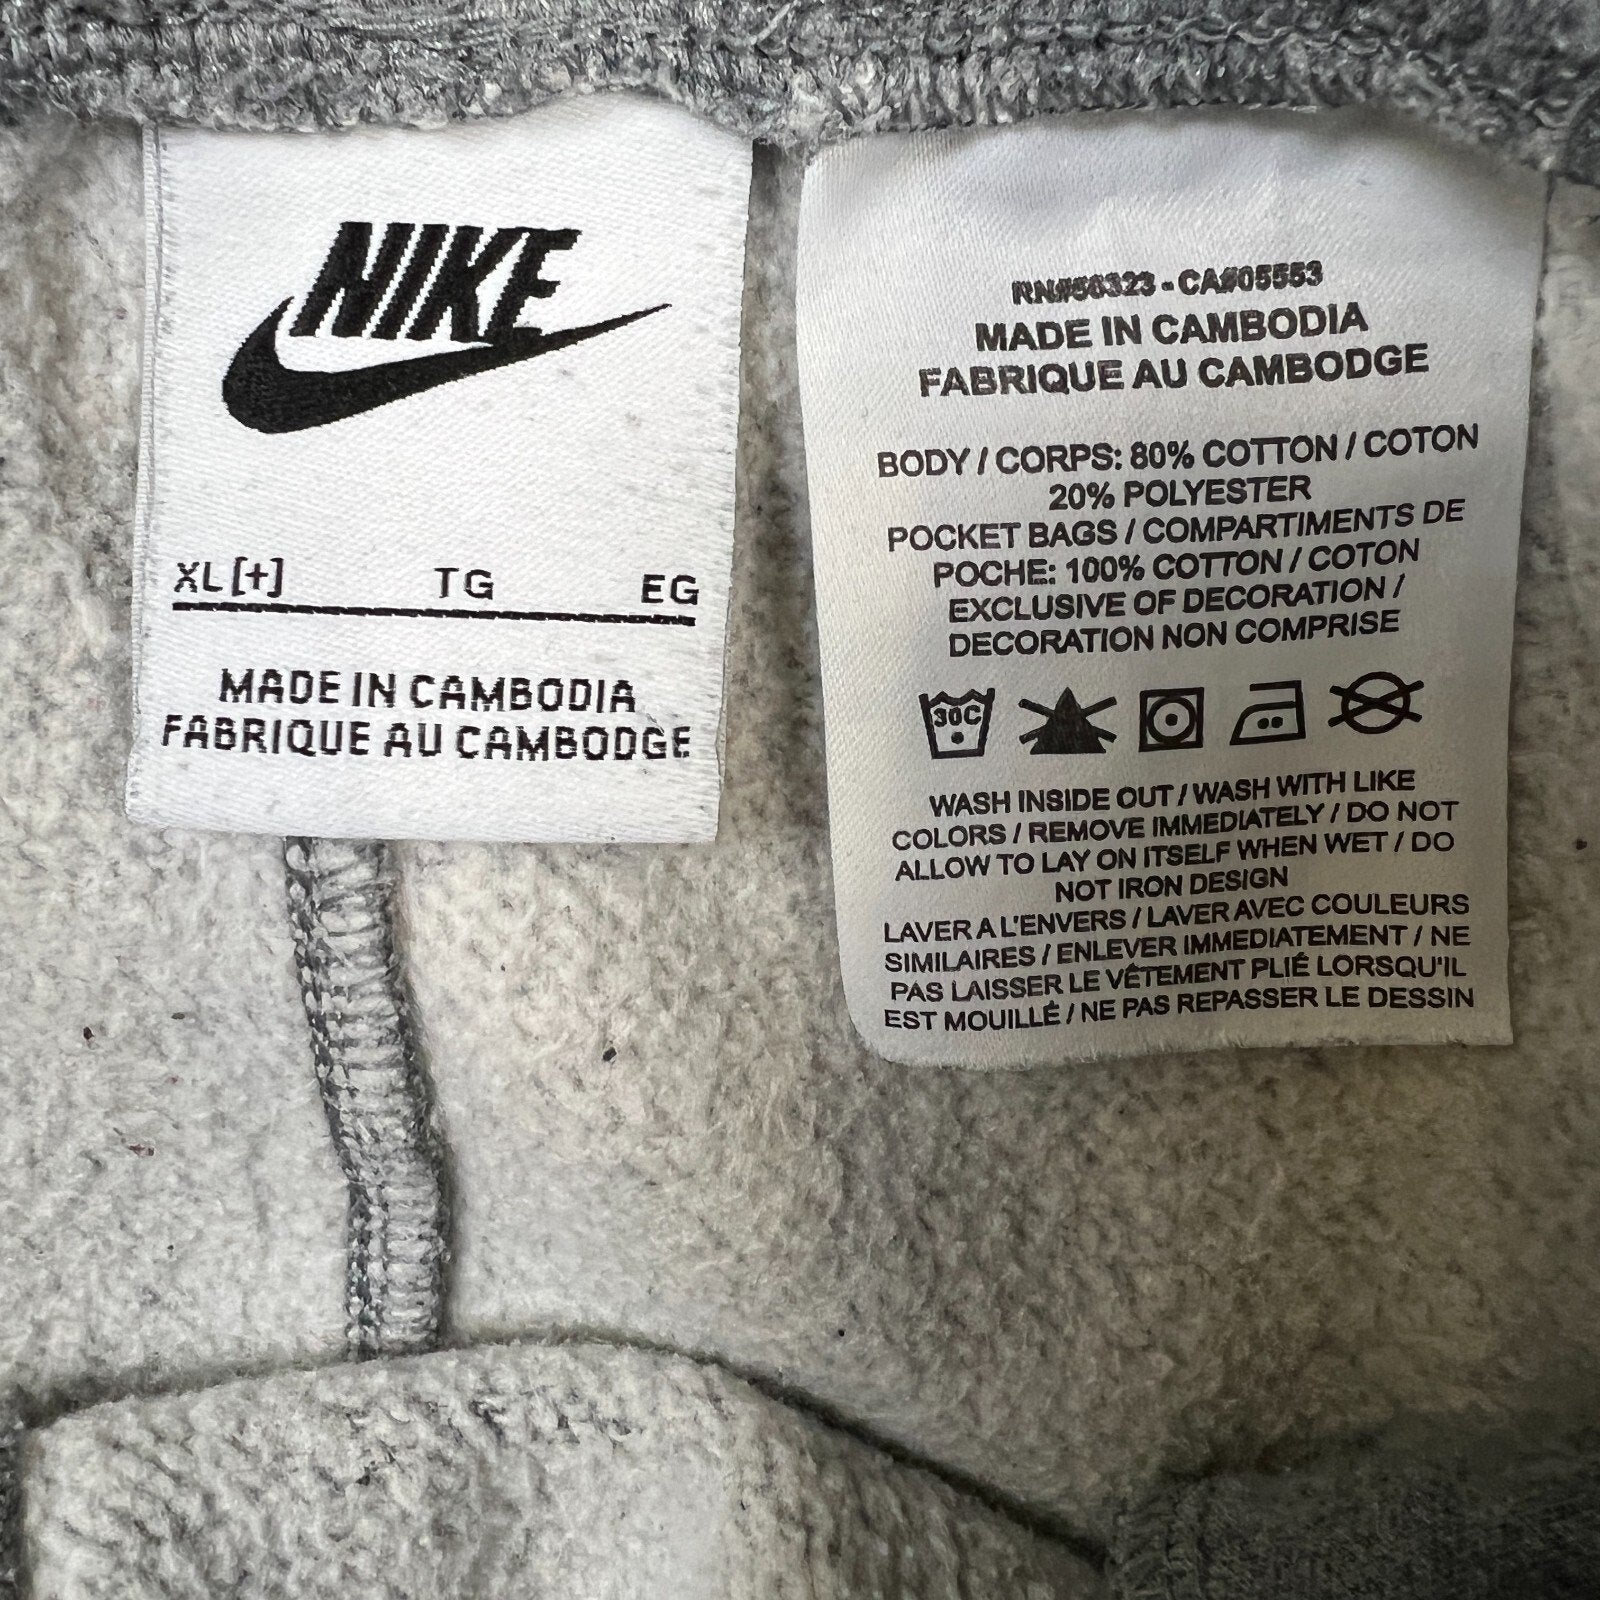 NIKE
XL [+] TG EG
MADE IN CAMBODIA
FABRIQUE AU CAMBODGE
RN#56323 - CA#05553
MADE IN CAMBODIA
FABRIQUE AU CAMBODGE
BODY / CORPS: 80% COTTON / COTON
20% POLYESTER
POCKET BAGS / COMPARTIMENTS DE
POCHE: 100% COTTON / COTON
EXCLUSIVE OF DECORATION /
DECORATION NON COMPRISE
30C
WASH INSIDE OUT / WASH WITH LIKE
COLORS / REMOVE IMMEDIATELY / DO NOT
ALLOW TO LAY ON ITSELF WHEN WET / DO
NOT IRON DESIGN
LAVER A L'ENVERS / LAVER AVEC COULEURS
SIMILAIRES / ENLEVER IMMEDIATEMENT / NE
PAS LAISSER LE VÊTEMENT PLIÉ LORSQU'IL
EST MOUILLÉ / NE PAS REPASSER LE DESSIN